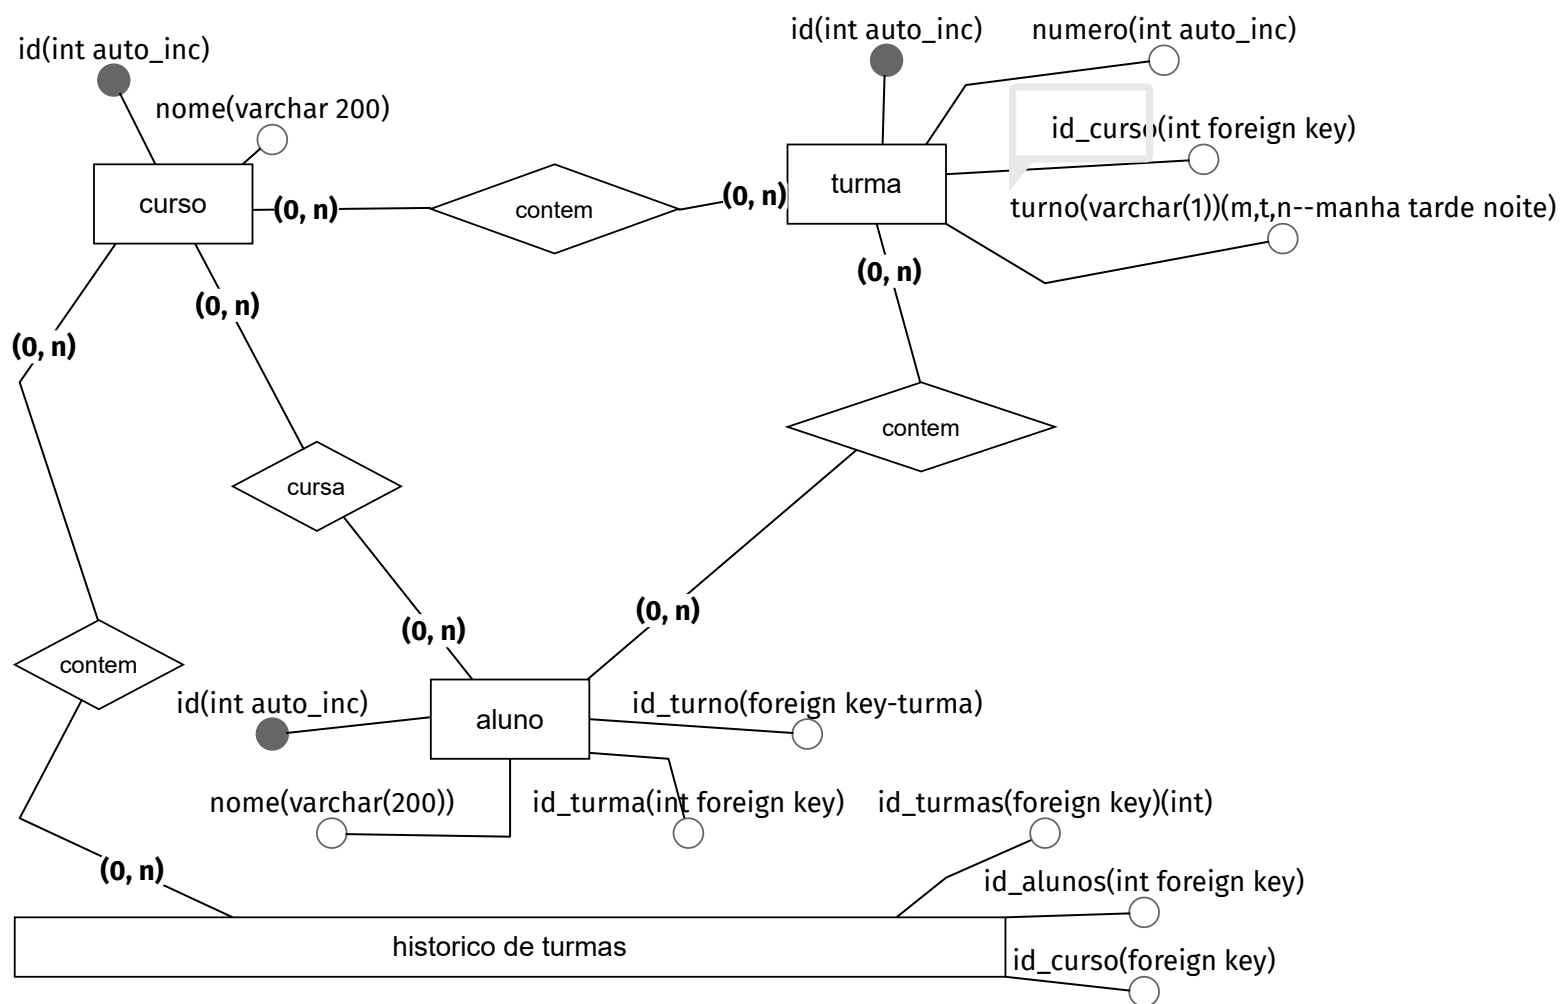 id(int auto_inc)
nome(varchar 200)
curso
(0, n)
contem
(0, n)
id(int auto_inc)
numero(int auto_inc)
id_curso(int foreign key)
turma
turno(varchar(1))(m,t,n--manha tarde noite)
(0, n)
(0, n)
(0, n)
contem
cursa
(0, n)
(0, n)
contem
id(int auto_inc)
aluno
id_turno(foreign key-turma)
nome(varchar(200))
id_turma(int foreign key)
id_turmas(foreign key)(int)
(0, n)
id_alunos(int foreign key)
historico de turmas
id_curso(foreign key)